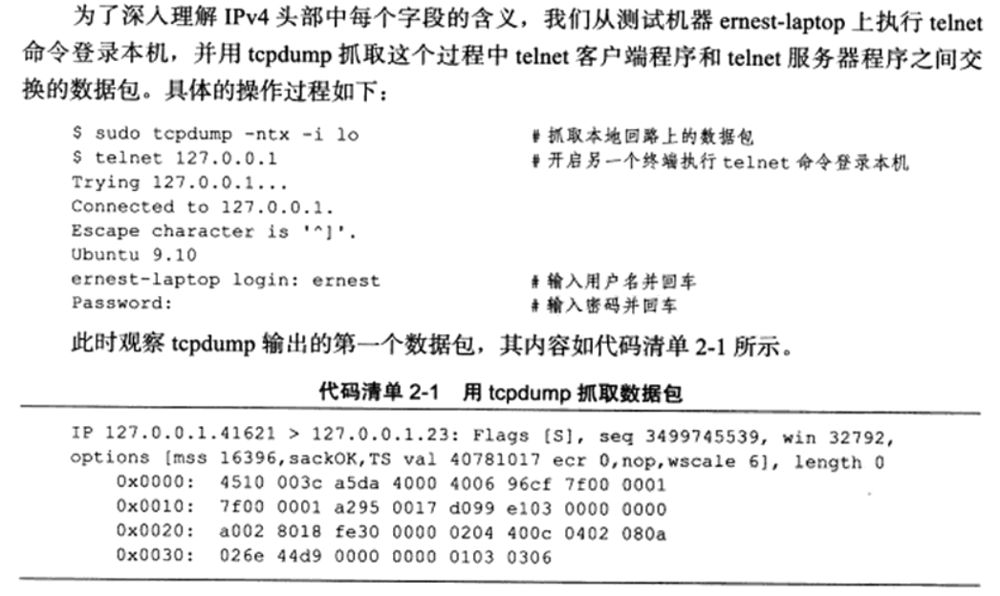 为了深入理解 IPv4 头部中每个字段的含义，我们从测试机器 ernest-laptop 上执行 telnet
命令登录本机，并用 tcpdump 抓取这个过程中 telnet 客户端程序和 telnet 服务器程序之间交
换的数据包。具体的操作过程如下：
$ sudo tcpdump -ntx -i lo # 抓取本地回路上的数据包
$ telnet 127.0.0.1 # 开启另一个终端执行 telnet 命令登录本机
Trying 127.0.0.1...
Connected to 127.0.0.1.
Escape character is '^]'.
Ubuntu 9.10
ernest-laptop login: ernest # 输入用户名并回车
Password: # 输入密码并回车
此时观察 tcpdump 输出的第一个数据包，其内容如代码清单 2-1 所示。
代码清单 2-1 用 tcpdump 抓取数据包
IP 127.0.0.1.41621 > 127.0.0.1.23: Flags [S], seq 3499745539, win 32792,
options [mss 16396,sackOK,TS val 40781017 ecr 0,nop,wscale 6], length 0
0x0000: 4510 003c a5da 4000 4006 96cf 7f00 0001
0x0010: 7f00 0001 a295 0017 d099 e103 0000 0000
0x0020: a002 8018 fe30 0000 0204 400c 0402 080a
0x0030: 026e 44d9 0000 0000 0103 0306